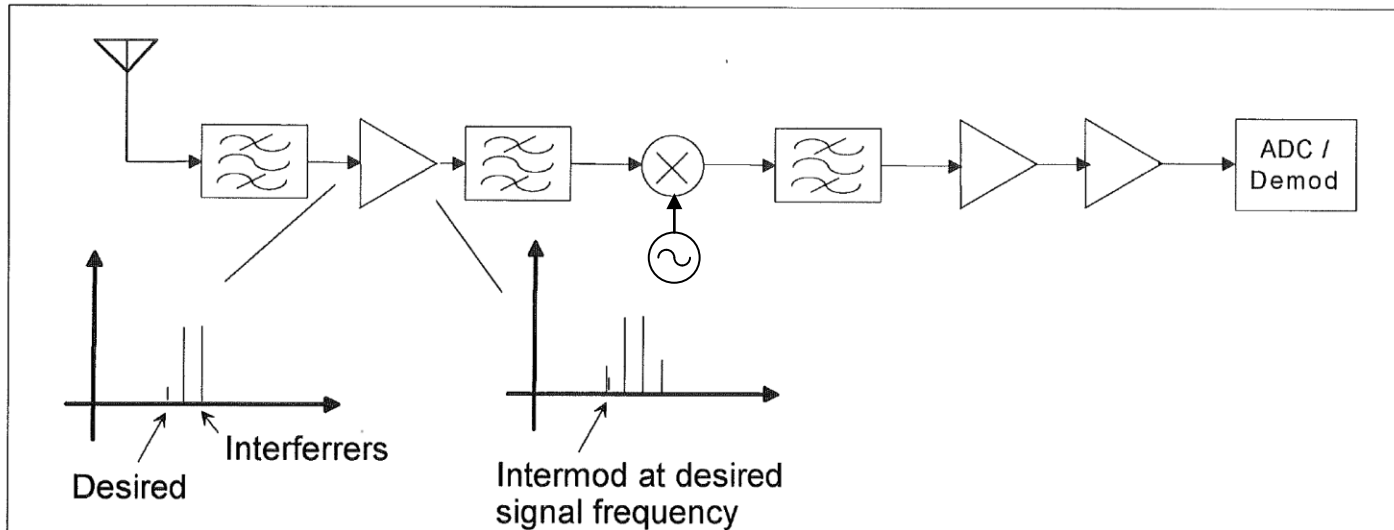 ADC /
Demod
Interferrers
Desired
Intermod at desired
signal frequency